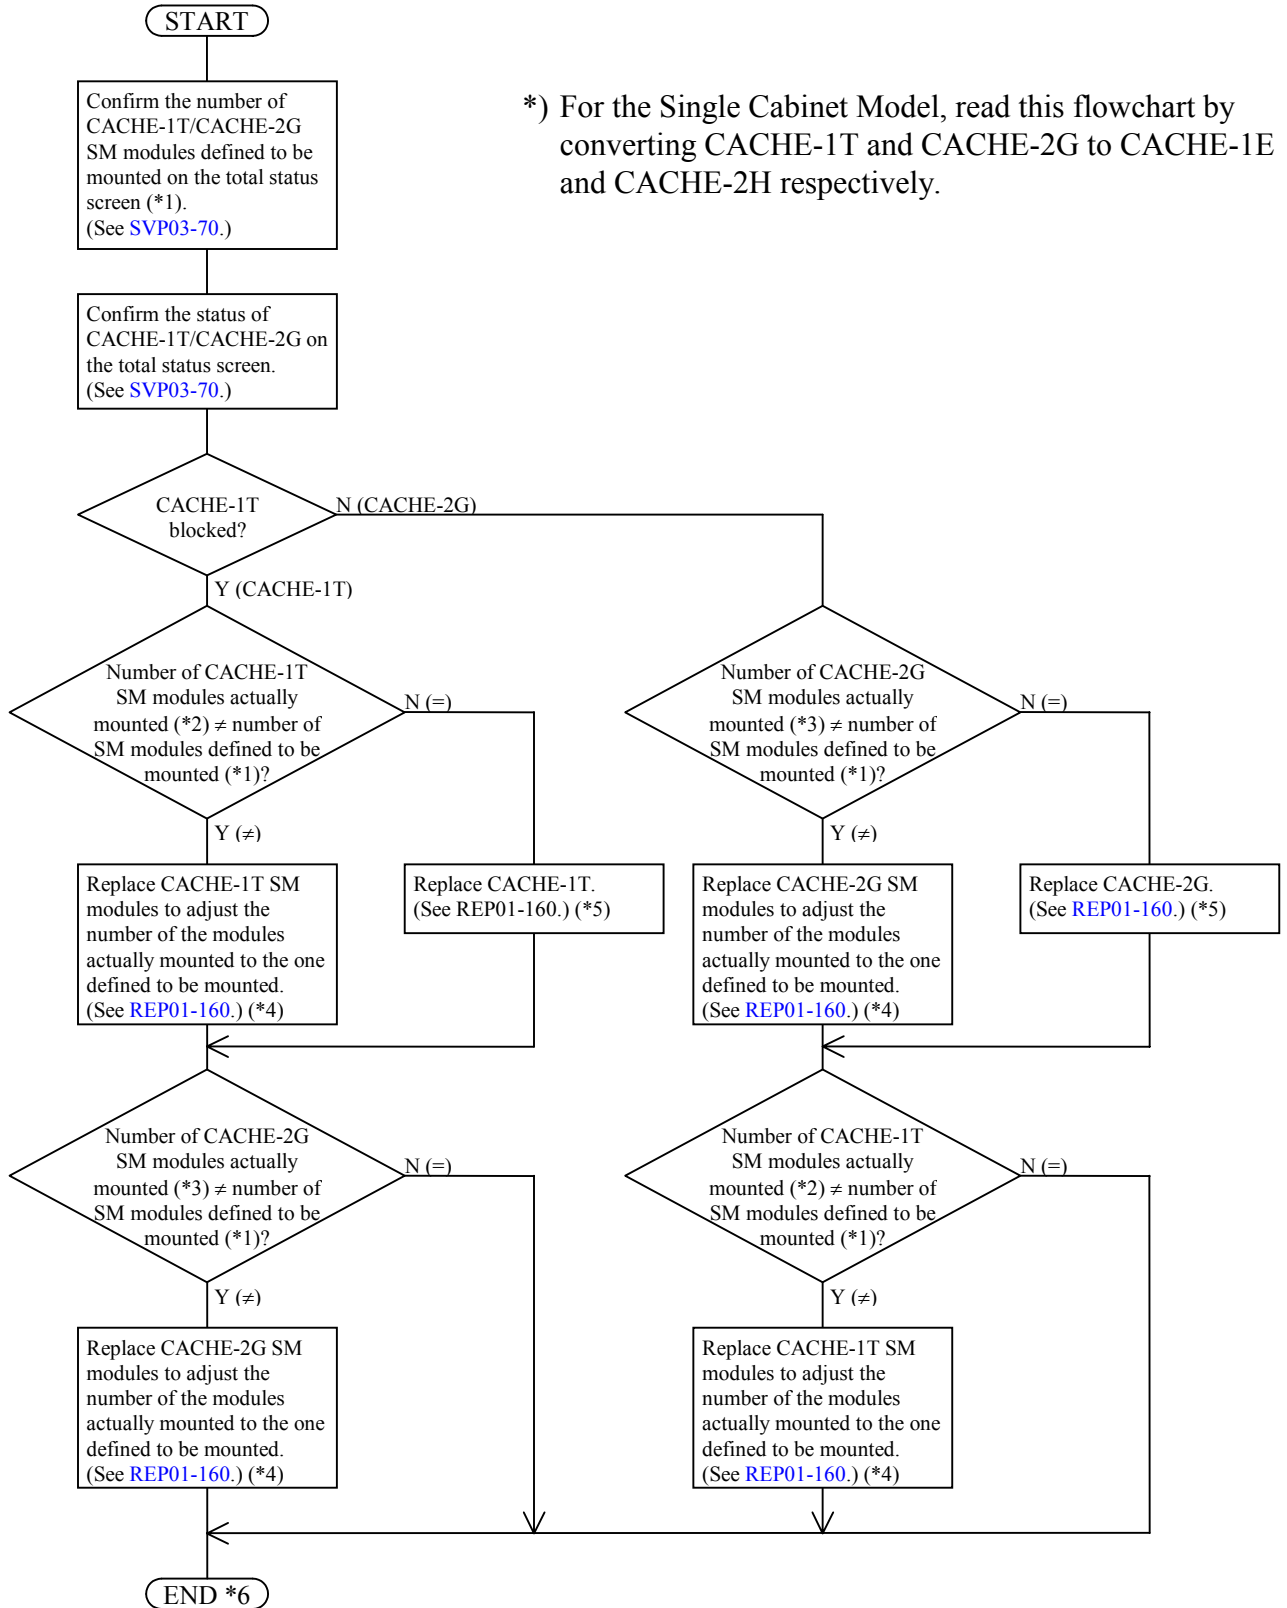 START
Confirm the number of
CACHE-1T/CACHE-2G
SM modules defined to be
mounted on the total status
screen (*1).
(See SVP03-70.)
*) For the Single Cabinet Model, read this flowchart by
converting CACHE-1T and CACHE-2G to CACHE-1E
and CACHE-2H respectively.
Confirm the status of
CACHE-1T/CACHE-2G on
the total status screen.
(See SVP03-70.)
CACHE-1T
blocked?
N (CACHE-2G)
Y (CACHE-1T)
Number of CACHE-1T
SM modules actually
mounted (*2) ≠ number of
SM modules defined to be
mounted (*1)?
N (=)
Y (≠)
Number of CACHE-2G
SM modules actually
mounted (*3) ≠ number of
SM modules defined to be
mounted (*1)?
N (=)
Y (≠)
Replace CACHE-1T SM
modules to adjust the
number of the modules
actually mounted to the one
defined to be mounted.
(See REP01-160.) (*4)
Replace CACHE-1T.
(See REP01-160.) (*5)
Replace CACHE-2G SM
modules to adjust the
number of the modules
actually mounted to the one
defined to be mounted.
(See REP01-160.) (*4)
Replace CACHE-2G.
(See REP01-160.) (*5)
Number of CACHE-2G
SM modules actually
mounted (*3) ≠ number of
SM modules defined to be
mounted (*1)?
N (=)
Y (≠)
Number of CACHE-1T
SM modules actually
mounted (*2) ≠ number of
SM modules defined to be
mounted (*1)?
N (=)
Y (≠)
Replace CACHE-2G SM
modules to adjust the
number of the modules
actually mounted to the one
defined to be mounted.
(See REP01-160.) (*4)
Replace CACHE-1T SM
modules to adjust the
number of the modules
actually mounted to the one
defined to be mounted.
(See REP01-160.) (*4)
END *6